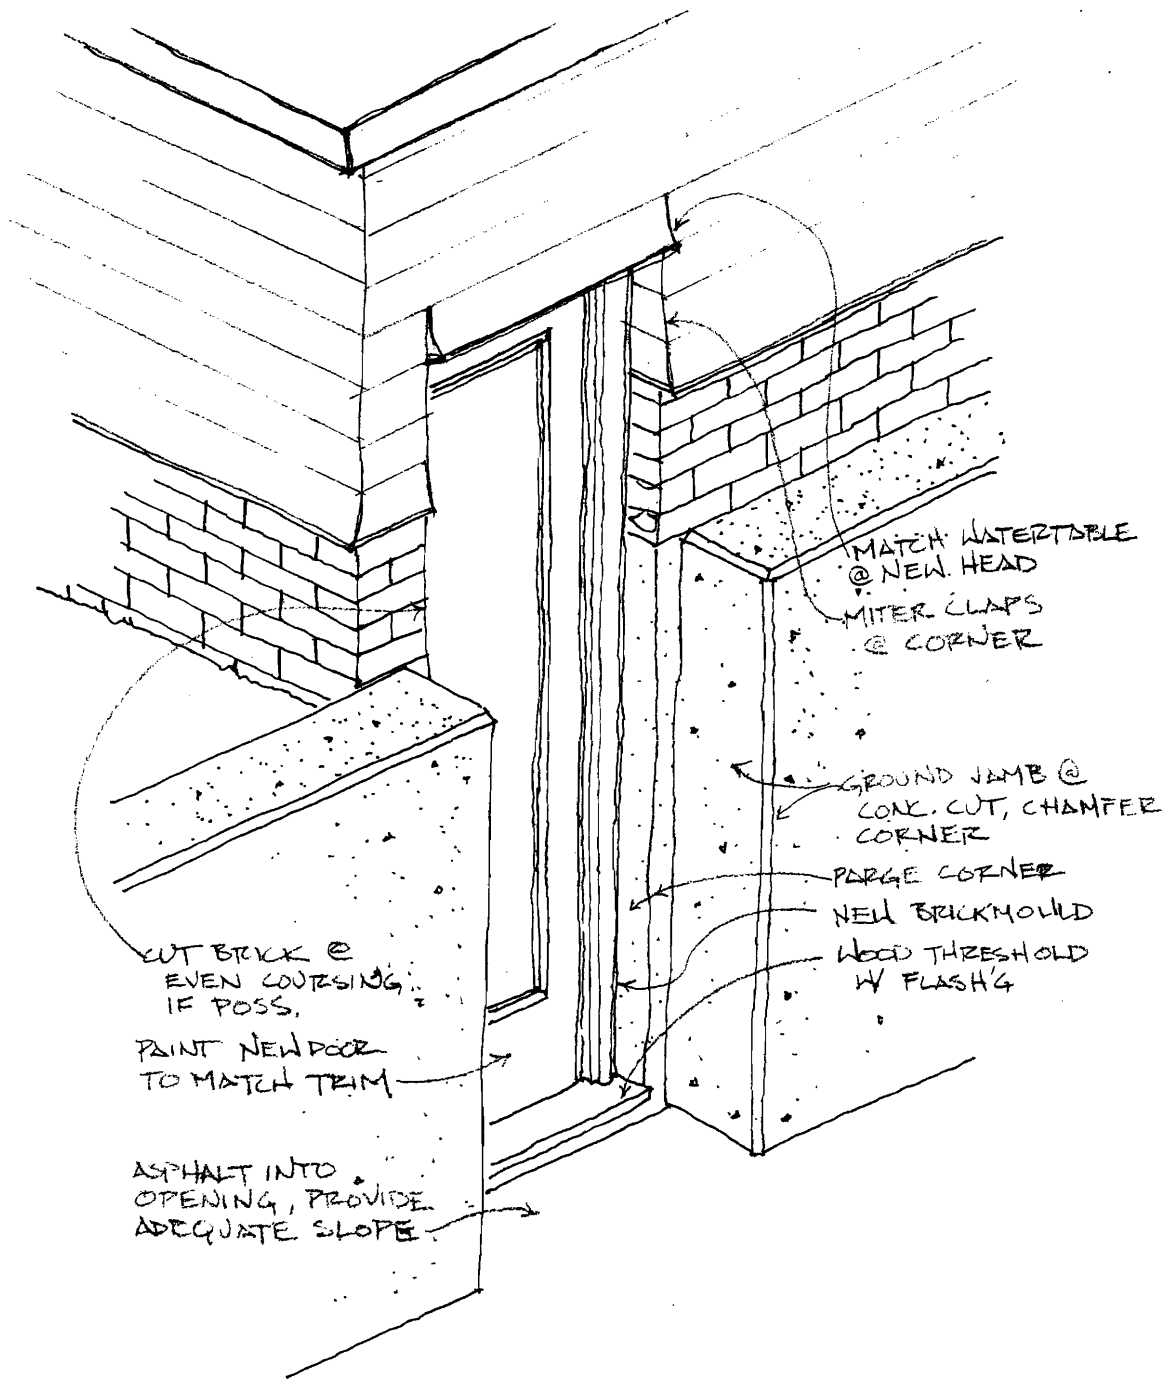 MATCH WATERTABLE
@ NEW HEAD
MITER CLAPS
@ CORNER
GROUND JAMB @
CONC. CUT, CHAMFER
CORNER
PARGE CORNER
NEW BRICKMOULD
WOOD THRESHOLD
W/ FLASH'G
CUT BRICK @
EVEN COURSING
IF POSS.
PAINT NEW DOOR
TO MATCH TRIM
ASPHALT INTO
OPENING, PROVIDE
ADEQUATE SLOPE